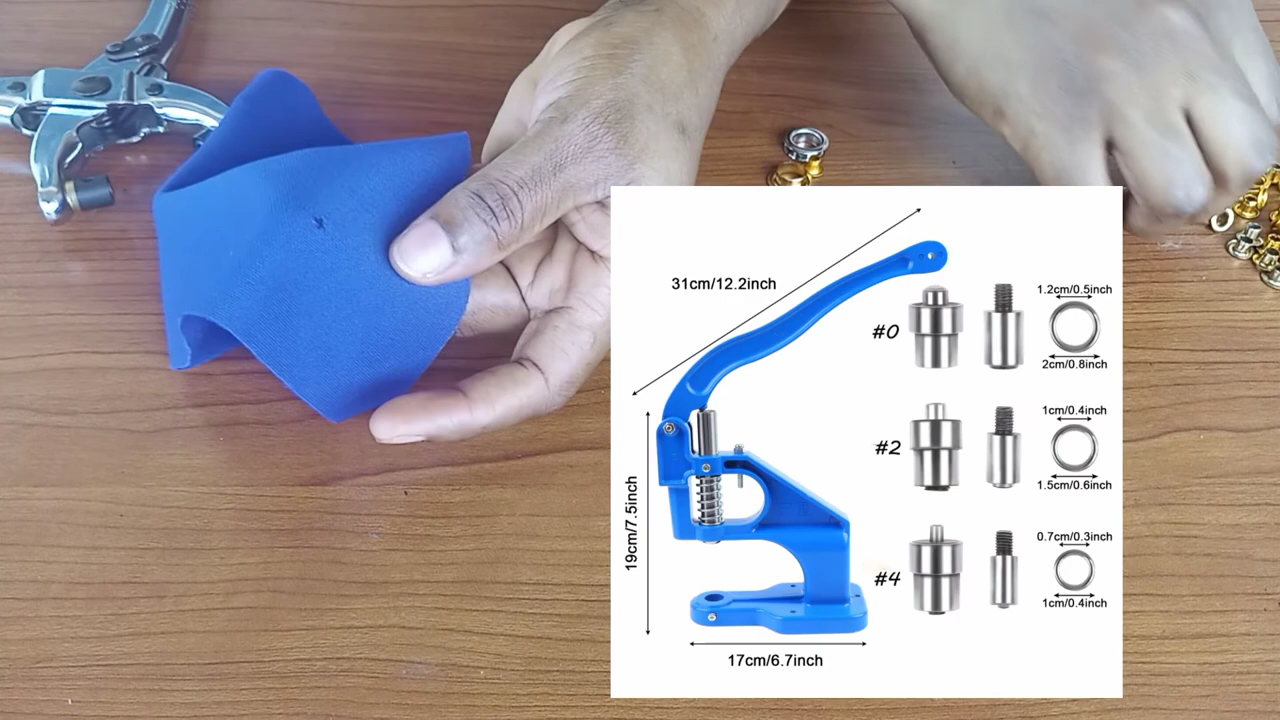 31cm/12.2inch
19cm/7.5inch
17cm/6.7inch
#0
1.2cm/0.5inch
2cm/0.8inch
#2
1cm/0.4inch
1.5cm/0.6inch
#4
0.7cm/0.3inch
1cm/0.4inch